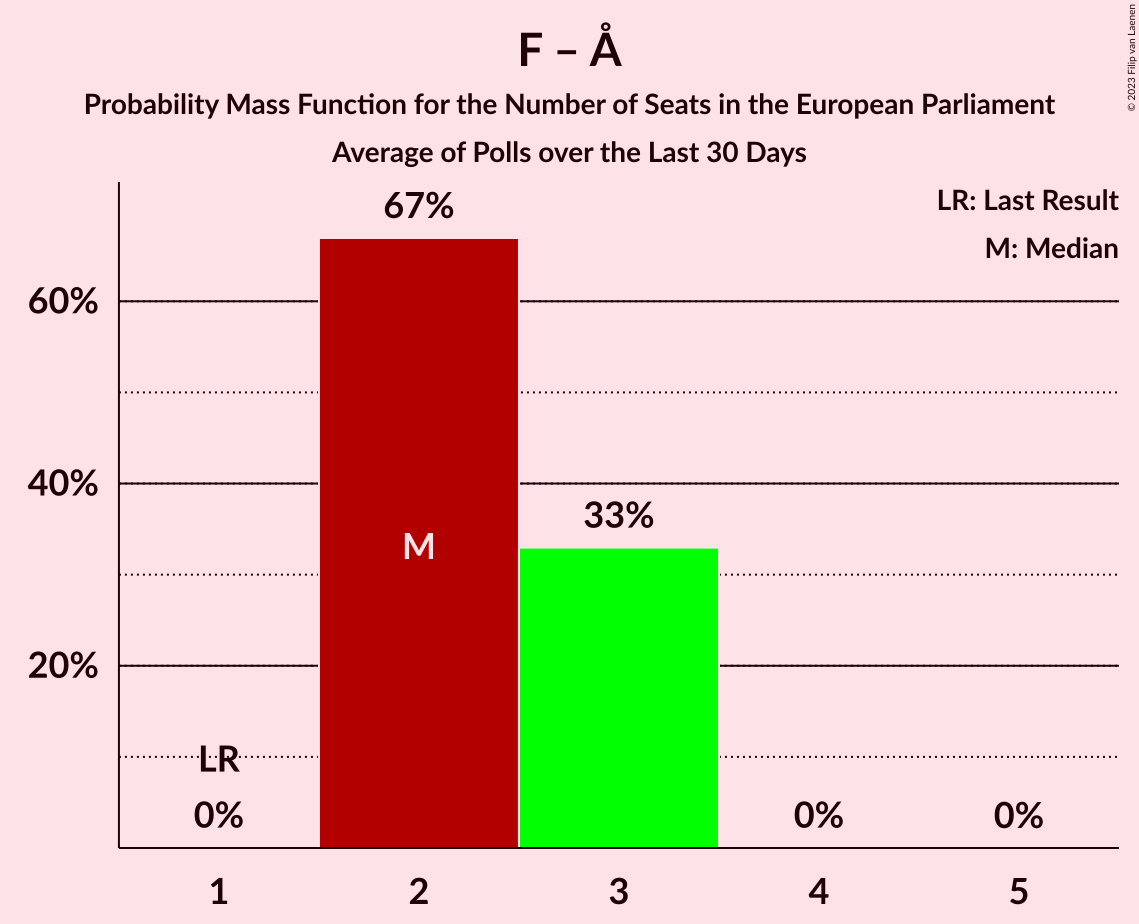 F – Å
Probability Mass Function for the Number of Seats in the European Parliament
Average of Polls over the Last 30 Days
© 2023 Filip van Laenen
LR: Last Result
M: Median
67%
60%
40%
33%
M
20%
LR
0%
0%
0%
1
2
3
4
5